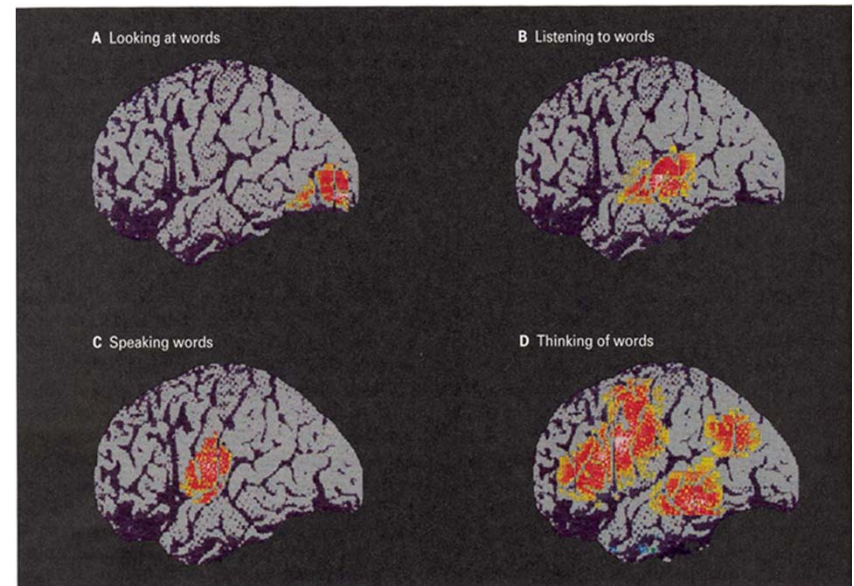 A Looking at words
B Listening to words
C Speaking words
D Thinking of words